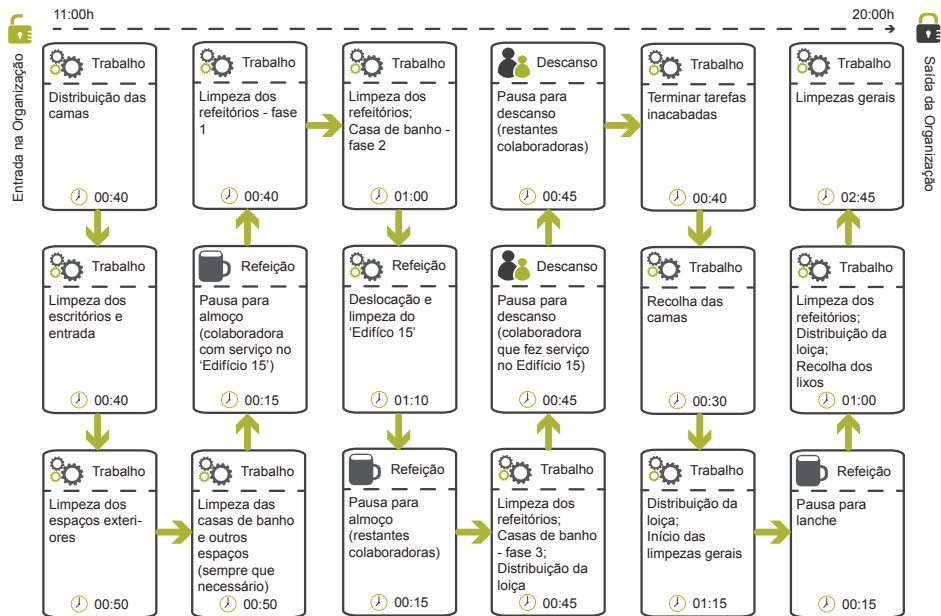 11:00h
20:00h
Entrada na Organização
Trabalho
Distribuição das
camas
00:40
Trabalho
Limpeza dos
escritórios e
entrada
00:40
Trabalho
Limpeza dos
espaços exteri-
ores
00:50
Trabalho
Limpeza das
casas de banho
e outros
espaços
(sempre que
necessário)
00:50
Refeição
Pausa para
almoço
(colaboradora
com serviço no
‘Edifício 15’)
00:15
Trabalho
Limpeza dos
refeitórios - fase
1
00:40
Trabalho
Limpeza dos
refeitórios;
Casa de banho -
fase 2
01:00
Refeição
Deslocação e
limpeza do
‘Edifíco 15’
01:10
Refeição
Pausa para
almoço
(restantes
colaboradoras)
00:15
Trabalho
Limpeza dos
refeitórios;
Casas de banho
- fase 3;
Distribuição da
loiça
00:45
Descanso
Pausa para
descanso
(colaboradora
que fez serviço
no Edifício 15)
00:45
Descanso
Pausa para
descanso
(restantes
colaboradoras)
00:45
Trabalho
Terminar tarefas
inacabadas
00:40
Trabalho
Recolha das
camas
00:30
Trabalho
Distribuição da
loiça;
Início das
limpezas gerais
01:15
Refeição
Pausa para
lanche
00:15
Trabalho
Limpeza dos
refeitórios;
Distribuição da
loiça;
Recolha dos
lixos
01:00
Trabalho
Limpezas gerais
02:45
Saída da Organização